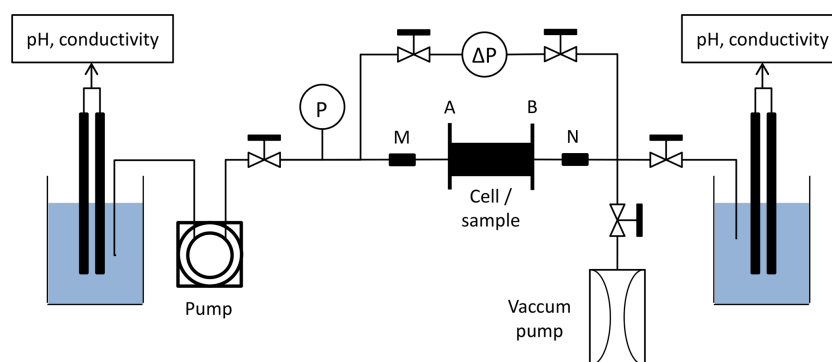 pH, conductivity
pH, conductivity
ΔP
P
A
B
M
N
Cell /
sample
Pump
Vaccum
pump